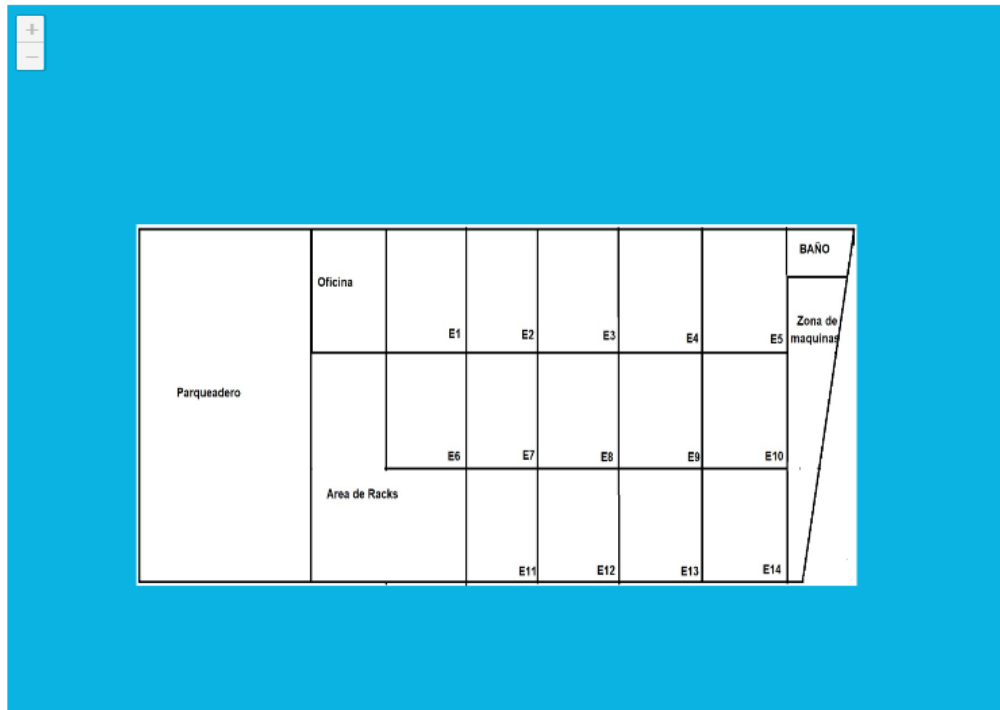 +
−
BAÑO
Oficina
Zona de
maquinas
E1 E2 E3 E4 E5
Parqueadero
E6 E7 E8 E9 E10
Area de Racks
E11 E12 E13 E14